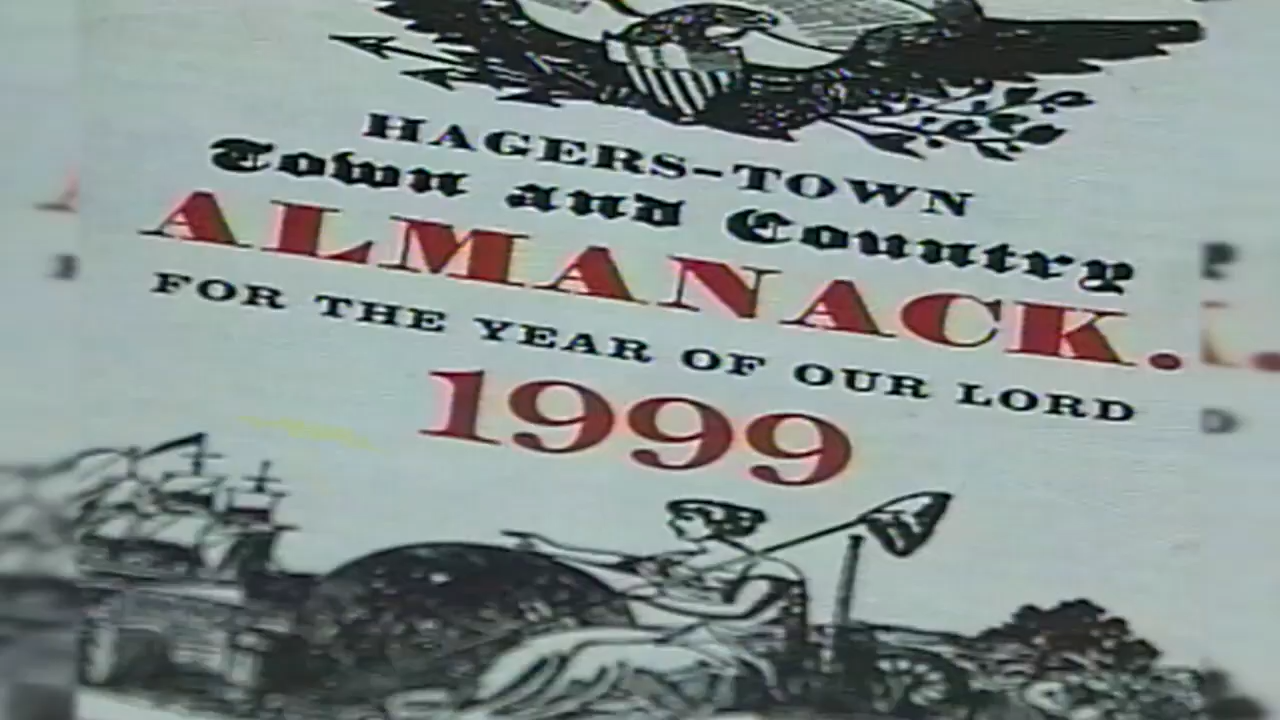 HAGERS-TOWN
Town and Country
ALMANACK.
FOR THE YEAR OF OUR LORD
1999